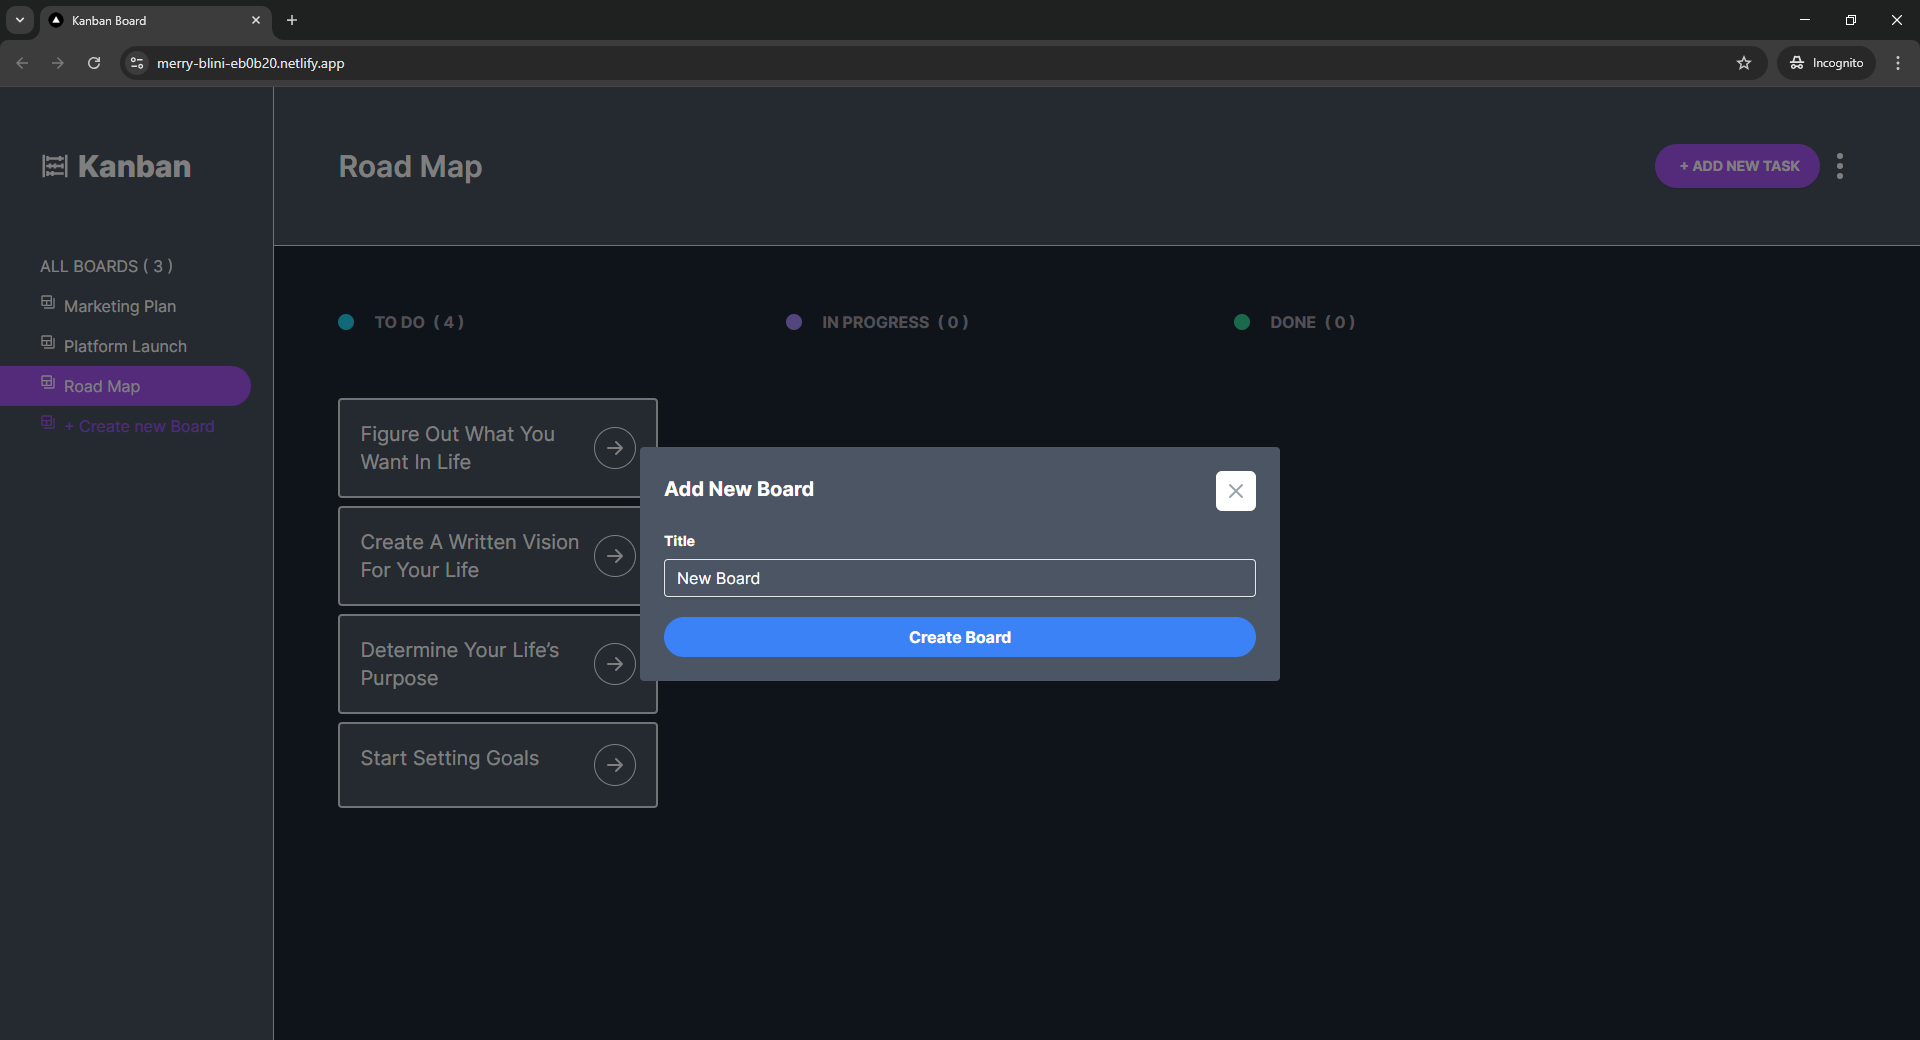 Kanban Board
merry-blini-eb0b20.netlify.app
Incognito
Kanban
Road Map
+ ADD NEW TASK
ALL BOARDS ( 3 )
Marketing Plan
Platform Launch
Road Map
+ Create new Board
TO DO ( 4 )
IN PROGRESS ( 0 )
DONE ( 0 )
Figure Out What You
Want In Life
Create A Written Vision
For Your Life
Determine Your Life’s
Purpose
Start Setting Goals
Add New Board
Title
New Board
Create Board